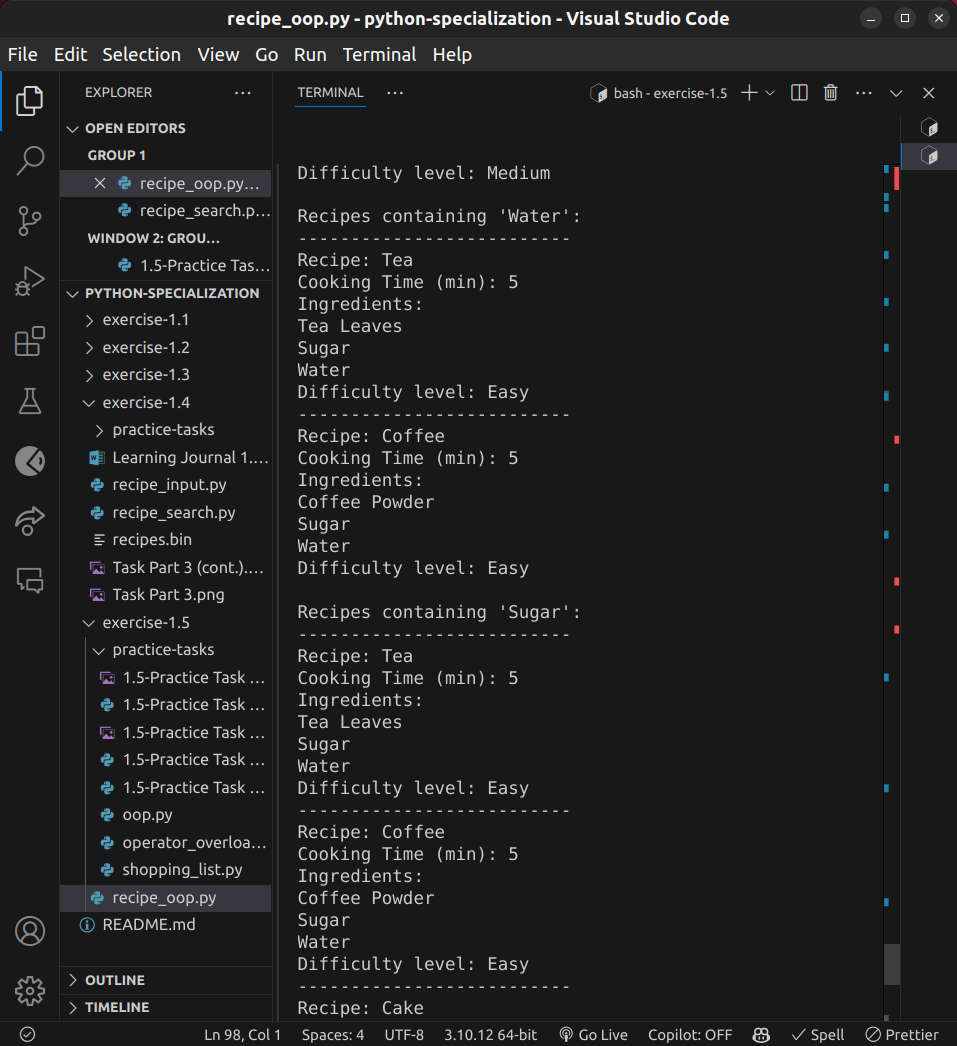 recipe_oop.py - python-specialization - Visual Studio Code
File Edit Selection View Go Run Terminal Help
EXPLORER
OPEN EDITORS
GROUP 1
recipe_oop.py...
recipe_search.p...
WINDOW 2: GROU...
1.5-Practice Tas...
PYTHON-SPECIALIZATION
exercise-1.1
exercise-1.2
exercise-1.3
exercise-1.4
practice-tasks
Learning Journal 1....
recipe_input.py
recipe_search.py
recipes.bin
Task Part 3 (cont.)....
Task Part 3.png
exercise-1.5
practice-tasks
1.5-Practice Task ...
1.5-Practice Task ...
1.5-Practice Task ...
1.5-Practice Task ...
1.5-Practice Task ...
oop.py
operator_overloa...
shopping_list.py
recipe_oop.py
README.md
OUTLINE
TIMELINE
TERMINAL
bash - exercise-1.5
Difficulty level: Medium
Recipes containing 'Water':
--------------------------
Recipe: Tea
Cooking Time (min): 5
Ingredients:
Tea Leaves
Sugar
Water
Difficulty level: Easy
--------------------------
Recipe: Coffee
Cooking Time (min): 5
Ingredients:
Coffee Powder
Sugar
Water
Difficulty level: Easy
Recipes containing 'Sugar':
--------------------------
Recipe: Tea
Cooking Time (min): 5
Ingredients:
Tea Leaves
Sugar
Water
Difficulty level: Easy
--------------------------
Recipe: Coffee
Cooking Time (min): 5
Ingredients:
Coffee Powder
Sugar
Water
Difficulty level: Easy
--------------------------
Recipe: Cake
Ln 98, Col 1 Spaces: 4 UTF-8 3.10.12 64-bit Go Live Copilot: OFF Spell Prettier